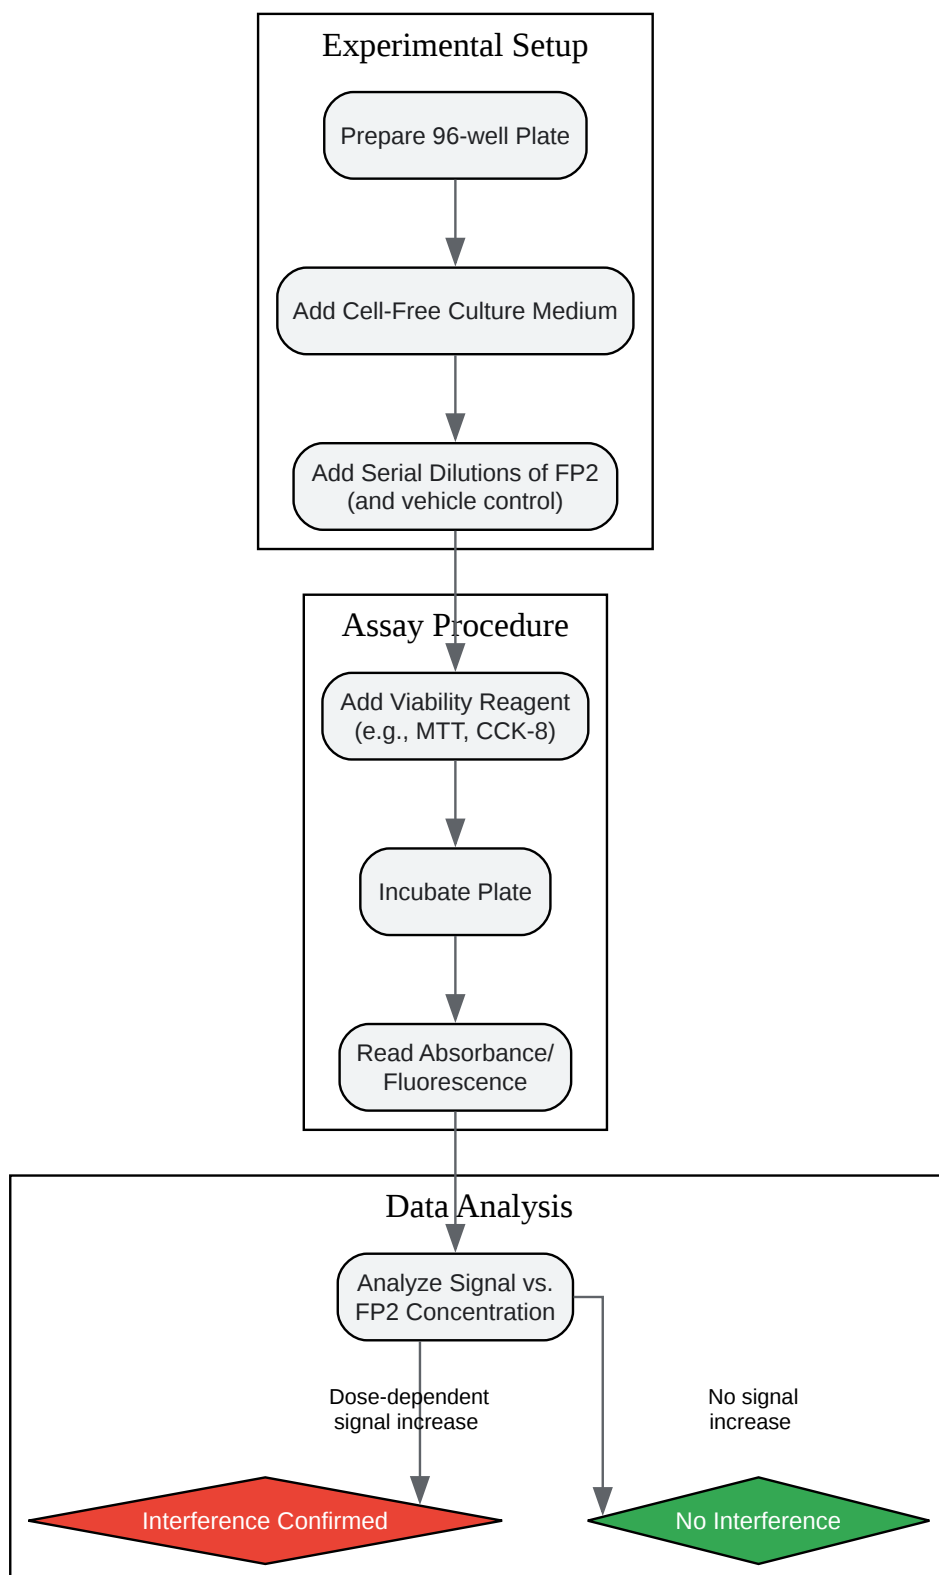 Experimental Setup
Prepare 96-well Plate
Add Cell-Free Culture Medium
Add Serial Dilutions of FP2
(and vehicle control)
Assay Procedure
Add Viability Reagent
(e.g., MTT, CCK-8)
Incubate Plate
Read Absorbance/
Fluorescence
Data Analysis
Analyze Signal vs.
FP2 Concentration
Dose-dependent
signal increase
No signal
increase
Interference Confirmed
No Interference